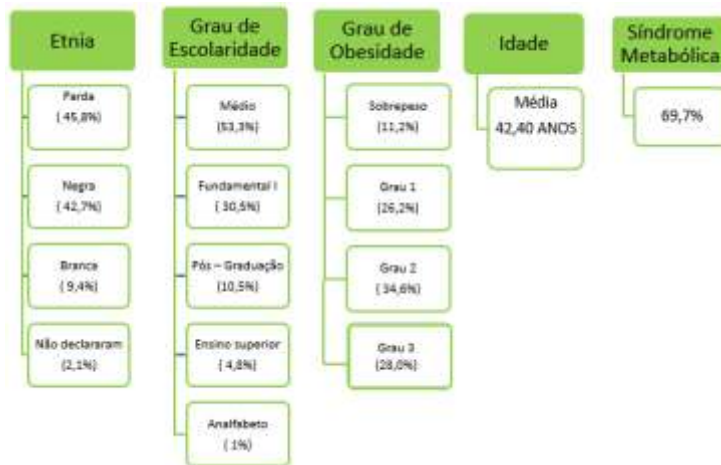 Etnia
Parda
( 45,8%)
Negra
( 42,7%)
Branca
( 9,4%)
Não declararam
(2,1%)
Grau de
Escolaridade
Médio
(53,3%)
Fundamental I
( 30,5%)
Pós – Graduação
(10,5%)
Ensino superior
( 4,8%)
Analfabeto
( 1%)
Grau de
Obesidade
Sobrepeso
(11,2%)
Grau 1
(26,2%)
Grau 2
( 34,6%)
Grau 3
(28,0%)
Idade
Média
42,40 ANOS
Síndrome
Metabólica
69,7%